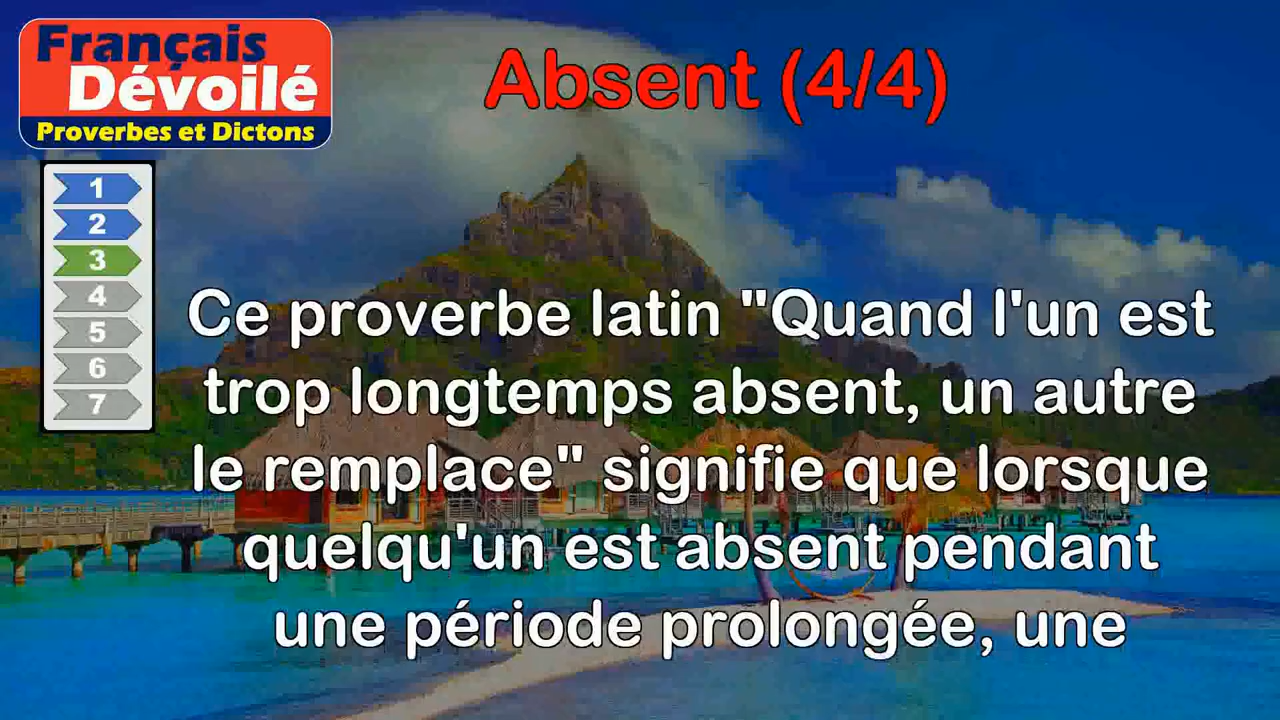 Français
Dévoilé
Proverbes et Dictons
Absent (4/4)
1
2
3
4
5
6
7
Ce proverbe latin "Quand l'un est
trop longtemps absent, un autre
le remplace" signifie que lorsque
quelqu'un est absent pendant
une période prolongée, une